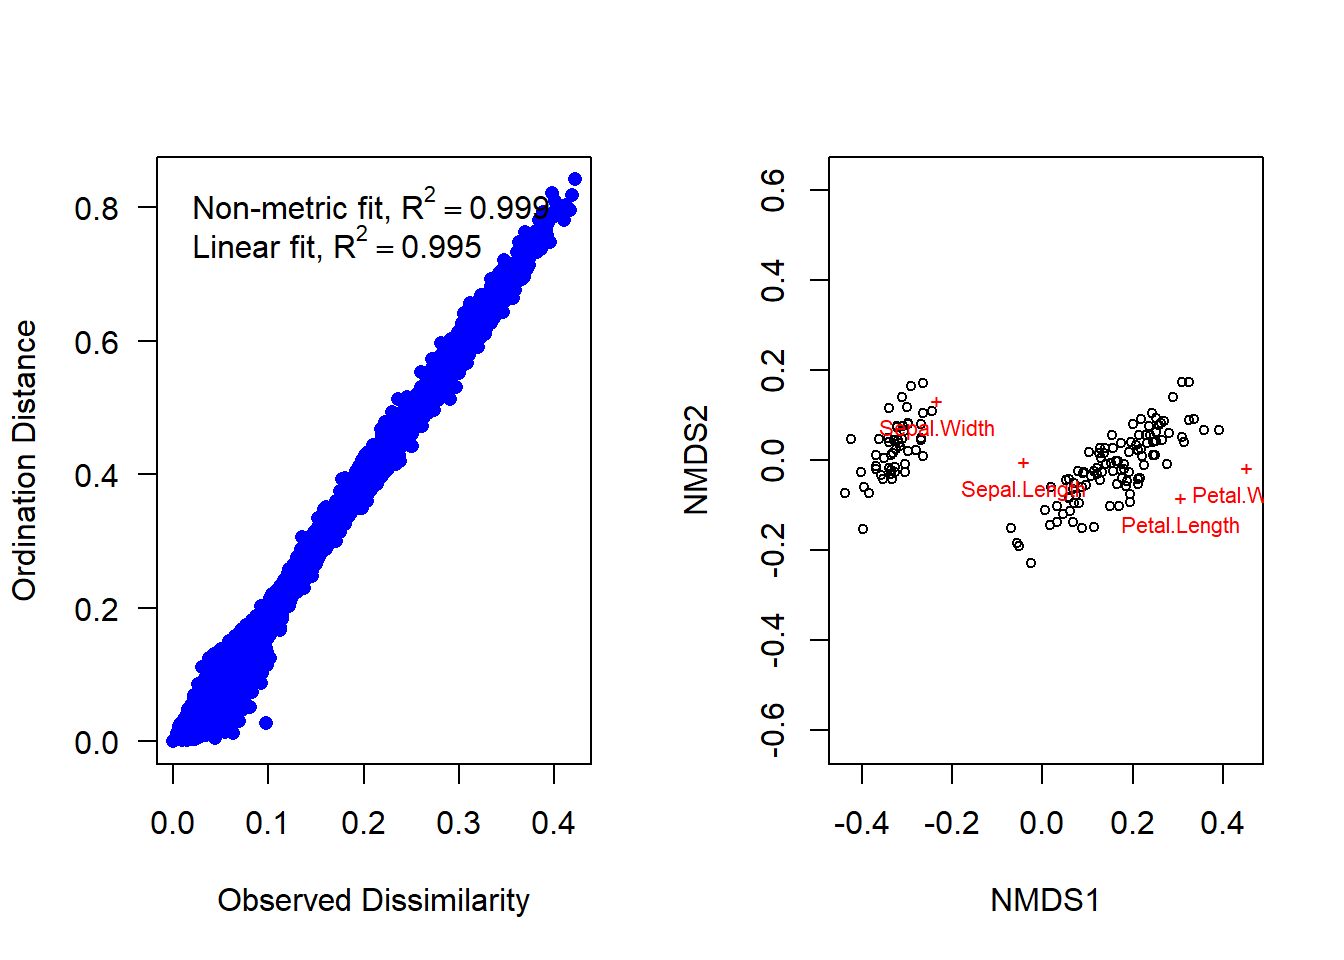 Non-metric fit, R² = 0.999
Linear fit, R² = 0.995
Ordination Distance
0.0
0.2
0.4
0.6
0.8
0.0 0.1 0.2 0.3 0.4
Observed Dissimilarity
NMDS2
-0.6
-0.4
-0.2
0.0
0.2
0.4
0.6
Sepal.Width
Sepal.Length
Petal.W
Petal.Length
-0.4 -0.2 0.0 0.2 0.4
NMDS1